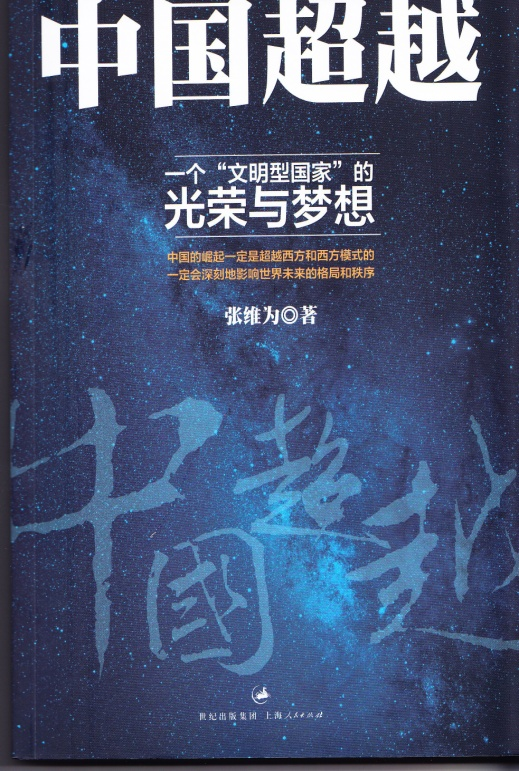 中国超越
一个“文明型国家”的
光荣与梦想
中国的崛起一定是超越西方和西方模式的
一定会深刻地影响世界未来的格局和秩序
张维为◎著
中國超越
世纪出版集团 上海人民出版社